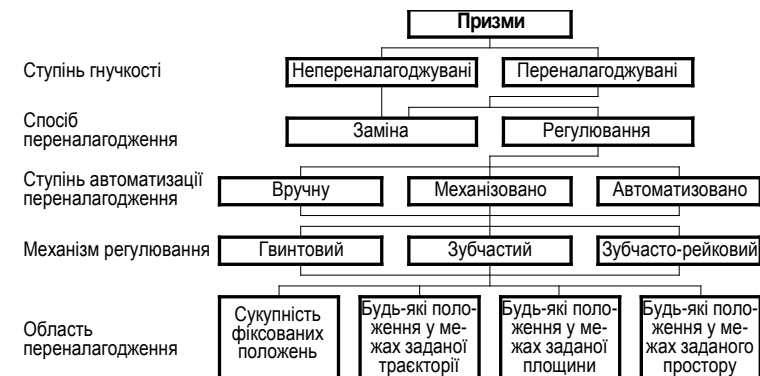 Призми
Ступінь гнучкості
Непереналагоджувані
Переналагоджувані
Спосіб
переналагодження
Заміна
Регулювання
Ступінь автоматизації
переналагодження
Вручну
Механізовано
Автоматизовано
Механізм регулювання
Гвинтовий
Зубчастий
Зубчасто-рейковий
Область
переналагодження
Сукупність
фіксованих
положень
Будь-які поло-
ження у ме-
жах заданої
траєкторії
Будь-які поло-
ження у ме-
жах заданої
площини
Будь-які поло-
ження у ме-
жах заданого
простору